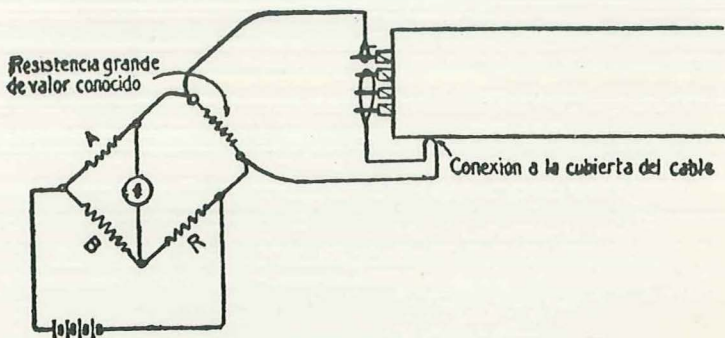 Resistencia grande
de valor conocido
A
B
R
Conexion a la cubierta del cable